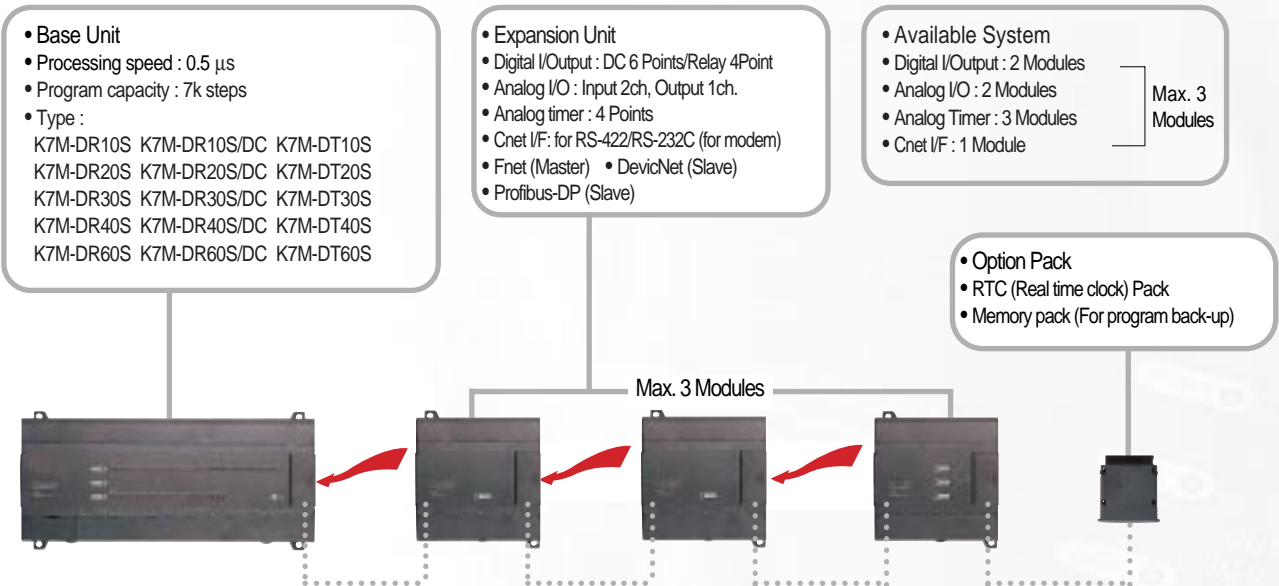 • Base Unit
• Processing speed : 0.5 µs
• Program capacity : 7k steps
• Type :
K7M-DR10S K7M-DR10S/DC K7M-DT10S
K7M-DR20S K7M-DR20S/DC K7M-DT20S
K7M-DR30S K7M-DR30S/DC K7M-DT30S
K7M-DR40S K7M-DR40S/DC K7M-DT40S
K7M-DR60S K7M-DR60S/DC K7M-DT60S
• Expansion Unit
• Digital I/Output : DC 6 Points/Relay 4Point
• Analog I/O : Input 2ch, Output 1ch.
• Analog timer : 4 Points
• Cnet I/F: for RS-422/RS-232C (for modem)
• Fnet (Master) • DevicNet (Slave)
• Profibus-DP (Slave)
• Available System
• Digital I/Output : 2 Modules
• Analog I/O : 2 Modules
• Analog Timer : 3 Modules
• Cnet I/F : 1 Module
Max. 3
Modules
• Option Pack
• RTC (Real time clock) Pack
• Memory pack (For program back-up)
Max. 3 Modules